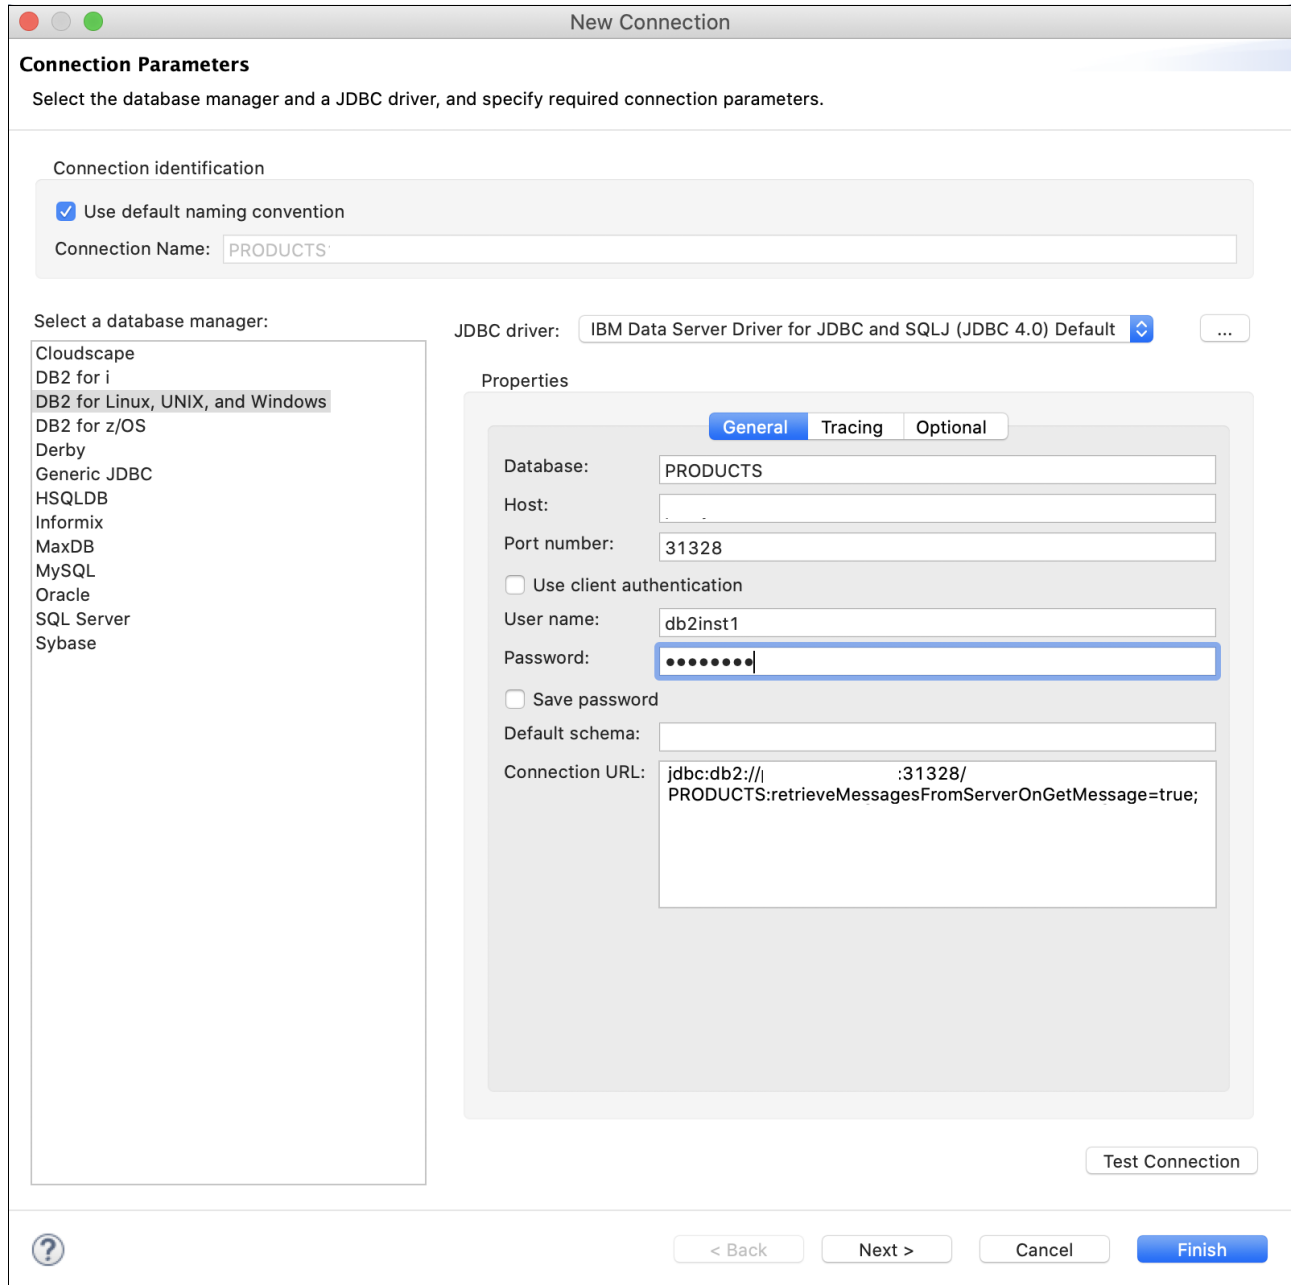 New Connection
Connection Parameters
Select the database manager and a JDBC driver, and specify required connection parameters.
Connection identification
Use default naming convention
Connection Name: PRODUCTS
Select a database manager:
Cloudscape
DB2 for i
DB2 for Linux, UNIX, and Windows
DB2 for z/OS
Derby
Generic JDBC
HSQLDB
Informix
MaxDB
MySQL
Oracle
SQL Server
Sybase
JDBC driver: IBM Data Server Driver for JDBC and SQLJ (JDBC 4.0) Default ...
Properties
General Tracing Optional
Database: PRODUCTS
Host:
Port number: 31328
Use client authentication
User name: db2inst1
Password: ●●●●●●●●
Save password
Default schema:
Connection URL: jdbc:db2:// :31328/
PRODUCTS:retrieveMessagesFromServerOnGetMessage=true;
Test Connection
? < Back Next > Cancel Finish